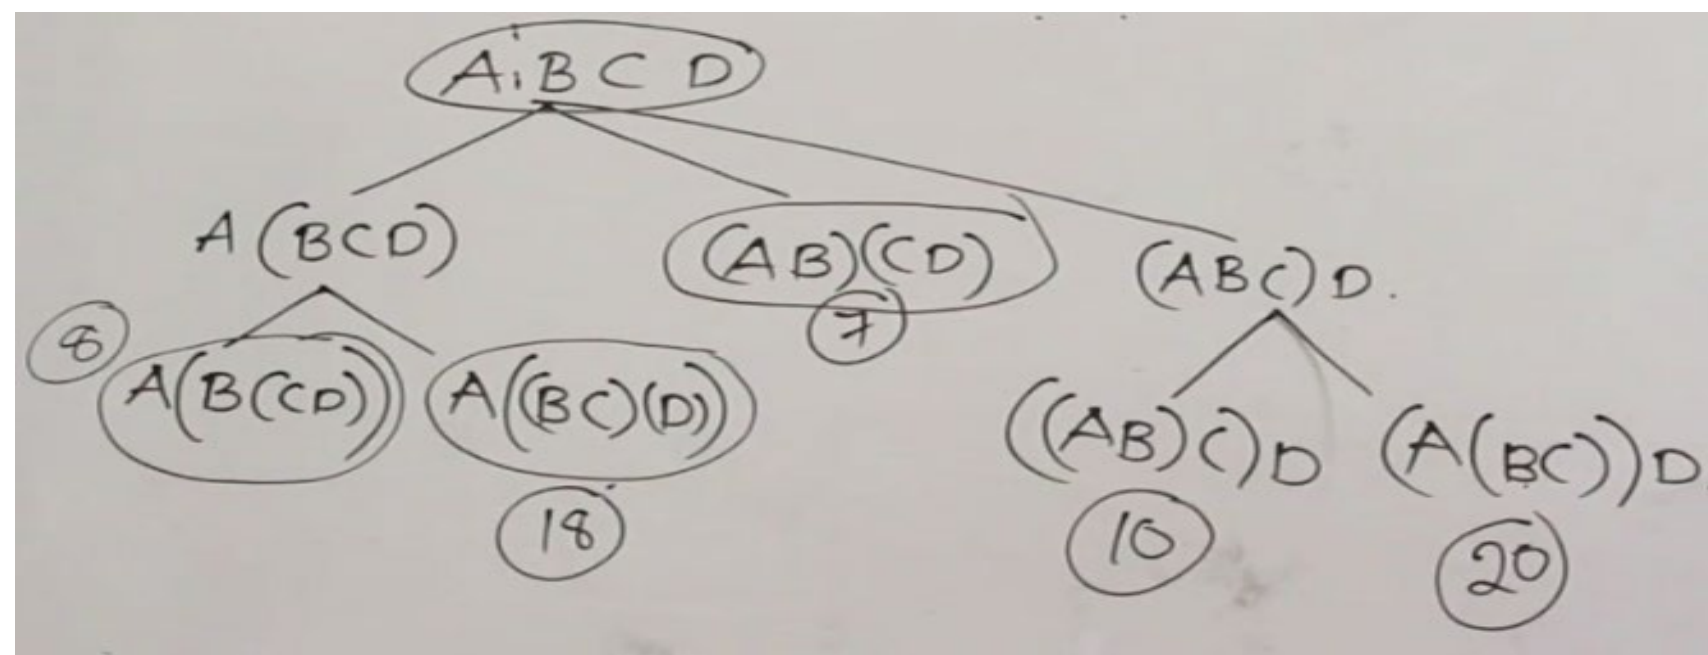 A B C D
A (BCD)
(AB)(CD)
(ABC)D.
7
8
A(B(CD))
A((BC)(D))
((AB)C)D
(A(BC))D
18
10
20